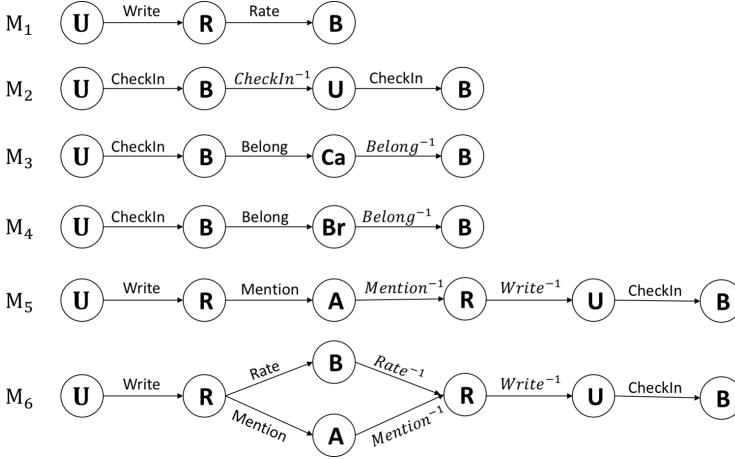 M₁ U Write R Rate B
M₂ U CheckIn B CheckIn⁻¹ U CheckIn B
M₃ U CheckIn B Belong Ca Belong⁻¹ B
M₄ U CheckIn B Belong Br Belong⁻¹ B
M₅ U Write R Mention A Mention⁻¹ R Write⁻¹ U CheckIn B
Rate B Rate⁻¹
M₆ U Write R R Write⁻¹ U CheckIn B
Mention A Mention⁻¹